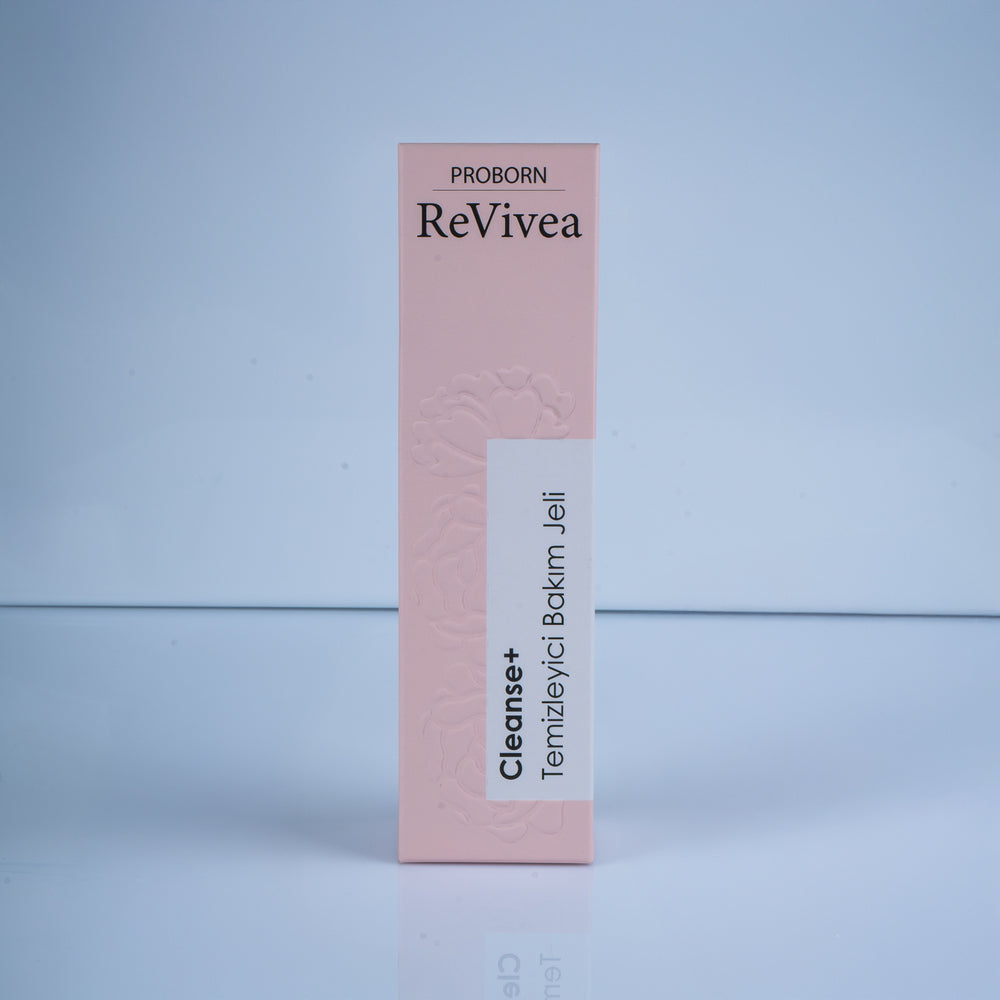 PROBORN
ReVivea
Cleanse+
Temizleyici Bakım Jeli